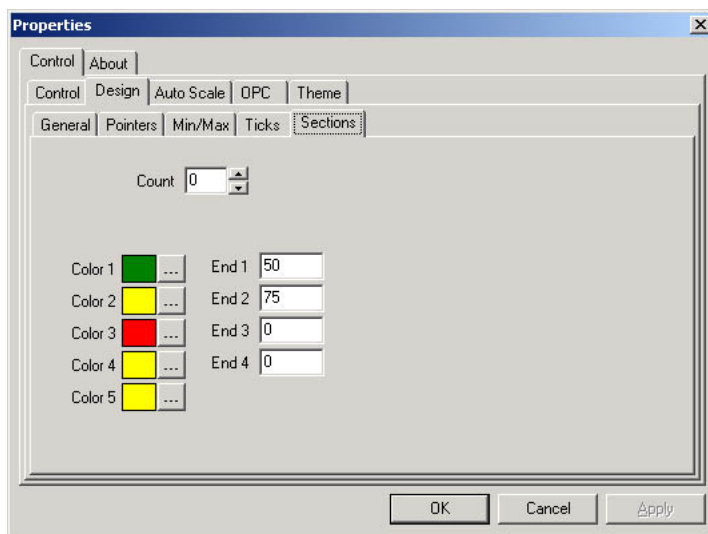 Properties
Control About
Control Design Auto Scale OPC Theme
General Pointers Min/Max Ticks Sections
Count 0
Color 1 ... End 1 50
Color 2 ... End 2 75
Color 3 ... End 3 0
Color 4 ... End 4 0
Color 5 ...
OK Cancel Apply